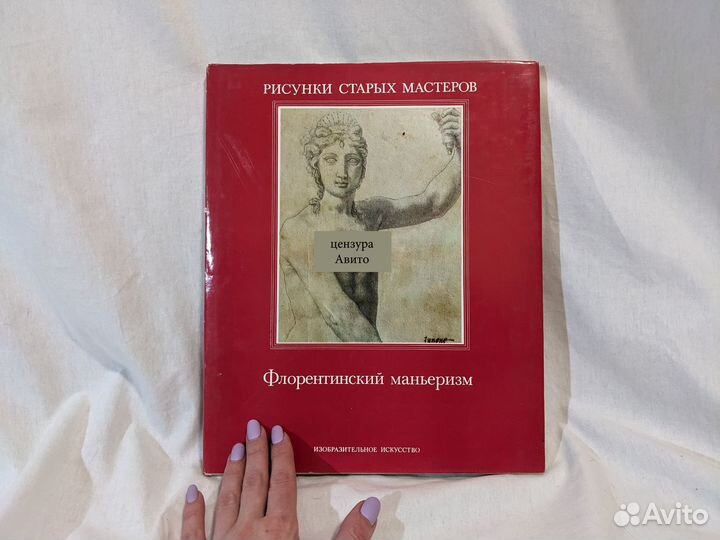 РИСУНКИ СТАРЫХ МАСТЕРОВ
цензура
Авито
Флорентинский маньеризм
ИЗОБРАЗИТЕЛЬНОЕ ИСКУССТВО
Avito